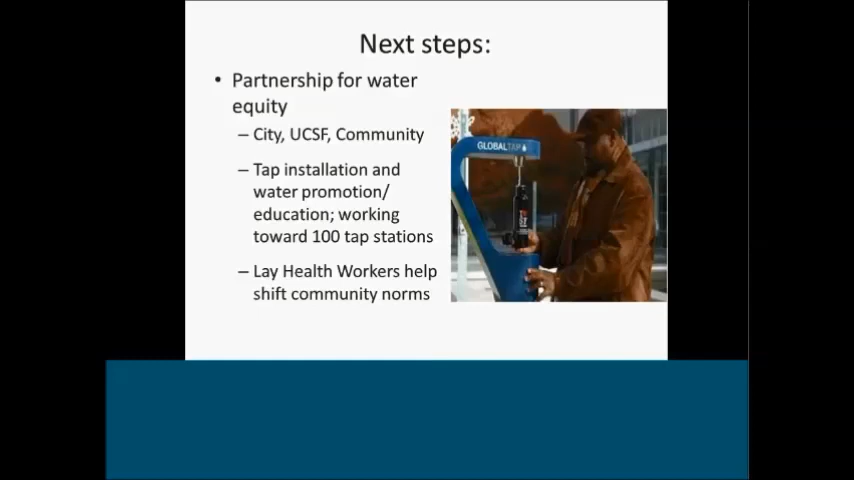 Next steps:
• Partnership for water
equity
– City, UCSF, Community
– Tap installation and
water promotion/
education; working
toward 100 tap stations
– Lay Health Workers help
shift community norms
GLOBALTAP